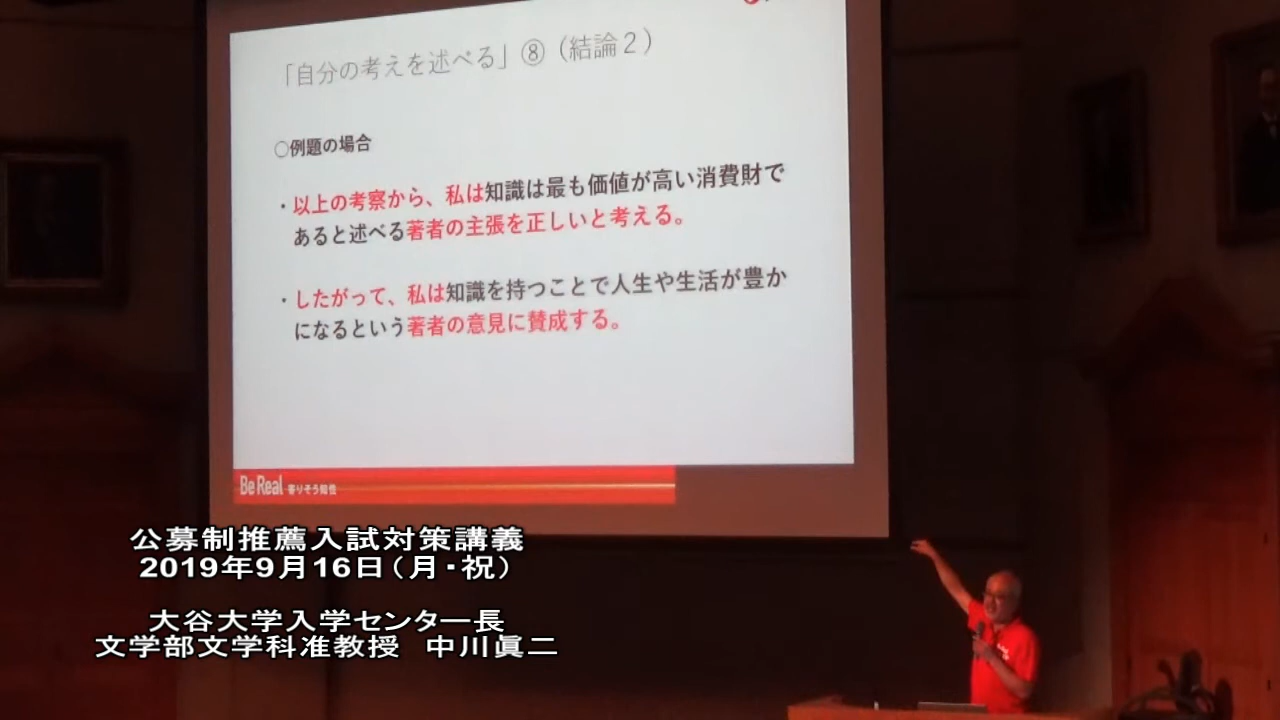 「自分の考えを述べる」⑧（結論２）
○例題の場合
・以上の考察から、私は知識は最も価値が高い消費財で
あると述べる著者の主張を正しいと考える。
・したがって、私は知識を持つことで人生や生活が豊か
になるという著者の意見に賛成する。
Be Real 寄りそう知性
公募制推薦入試対策講義
2019年9月16日（月・祝）
大谷大学入学センター長
文学部文学科准教授　中川眞二